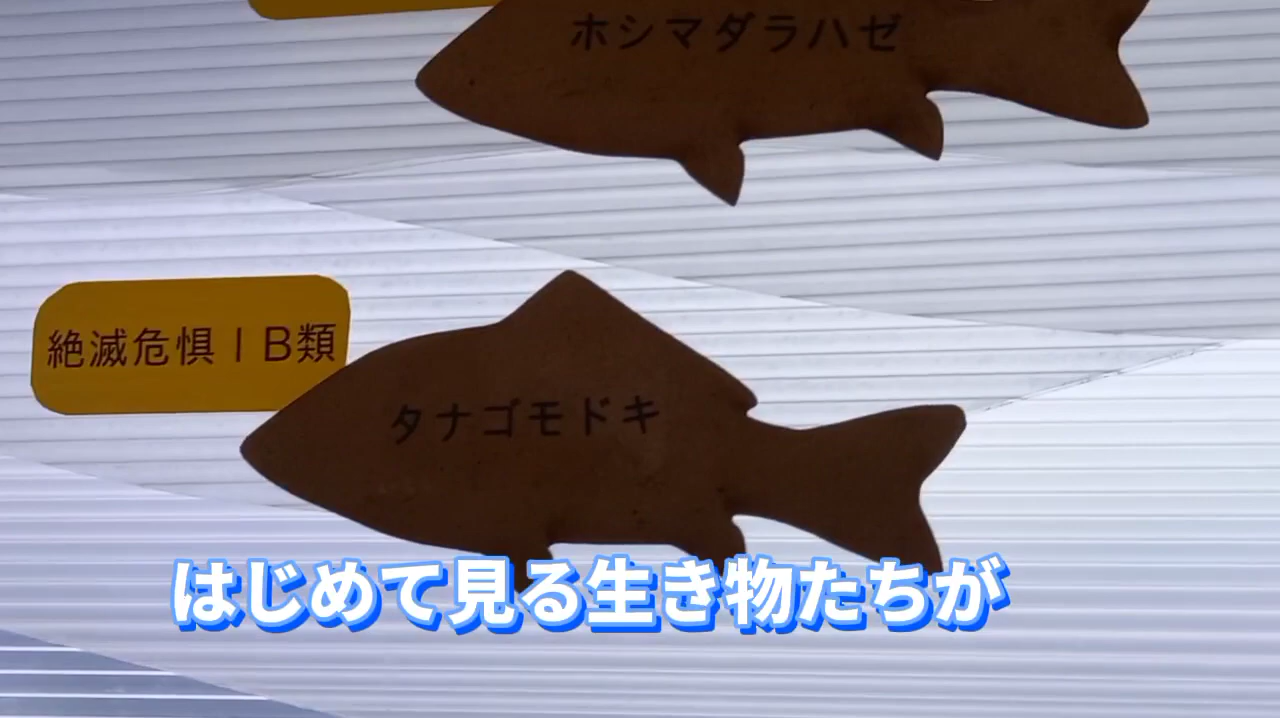 ホシマダラハゼ
絶滅危惧ⅠB類
タナゴモドキ
はじめて見る生き物たちが